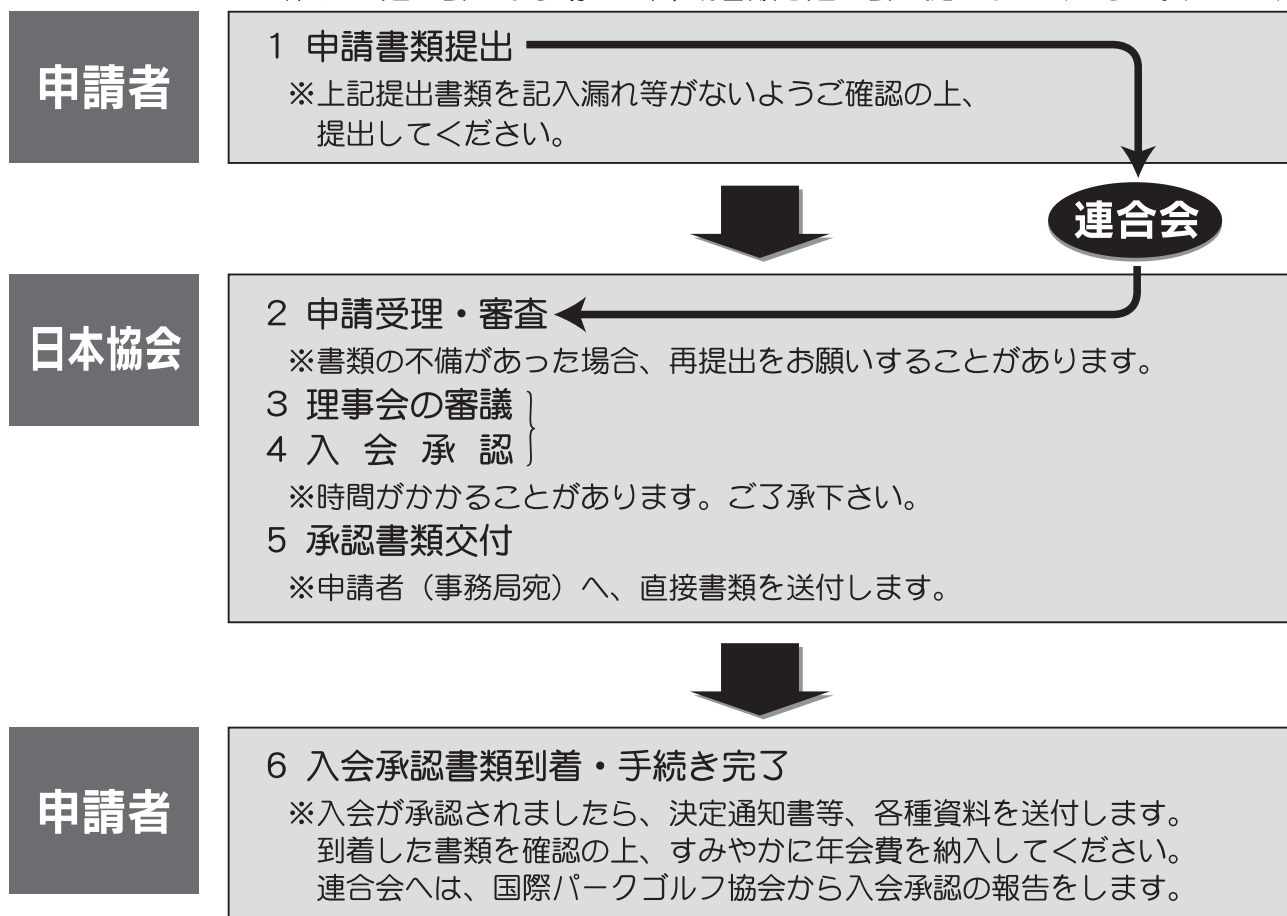 申請者
1 申請書類提出
※上記提出書類を記入漏れ等がないようご確認の上、
提出してください。
連合会
日本協会
2 申請受理・審査
※書類の不備があった場合、再提出をお願いすることがあります。
3 理事会の審議
4 入会承認
※時間がかかることがあります。ご了承下さい。
5 承認書類交付
※申請者（事務局宛）へ、直接書類を送付します。
申請者
6 入会承認書類到着・手続き完了
※入会が承認されましたら、決定通知書等、各種資料を送付します。
到着した書類を確認の上、すみやかに年会費を納入してください。
連合会へは、国際パークゴルフ協会から入会承認の報告をします。